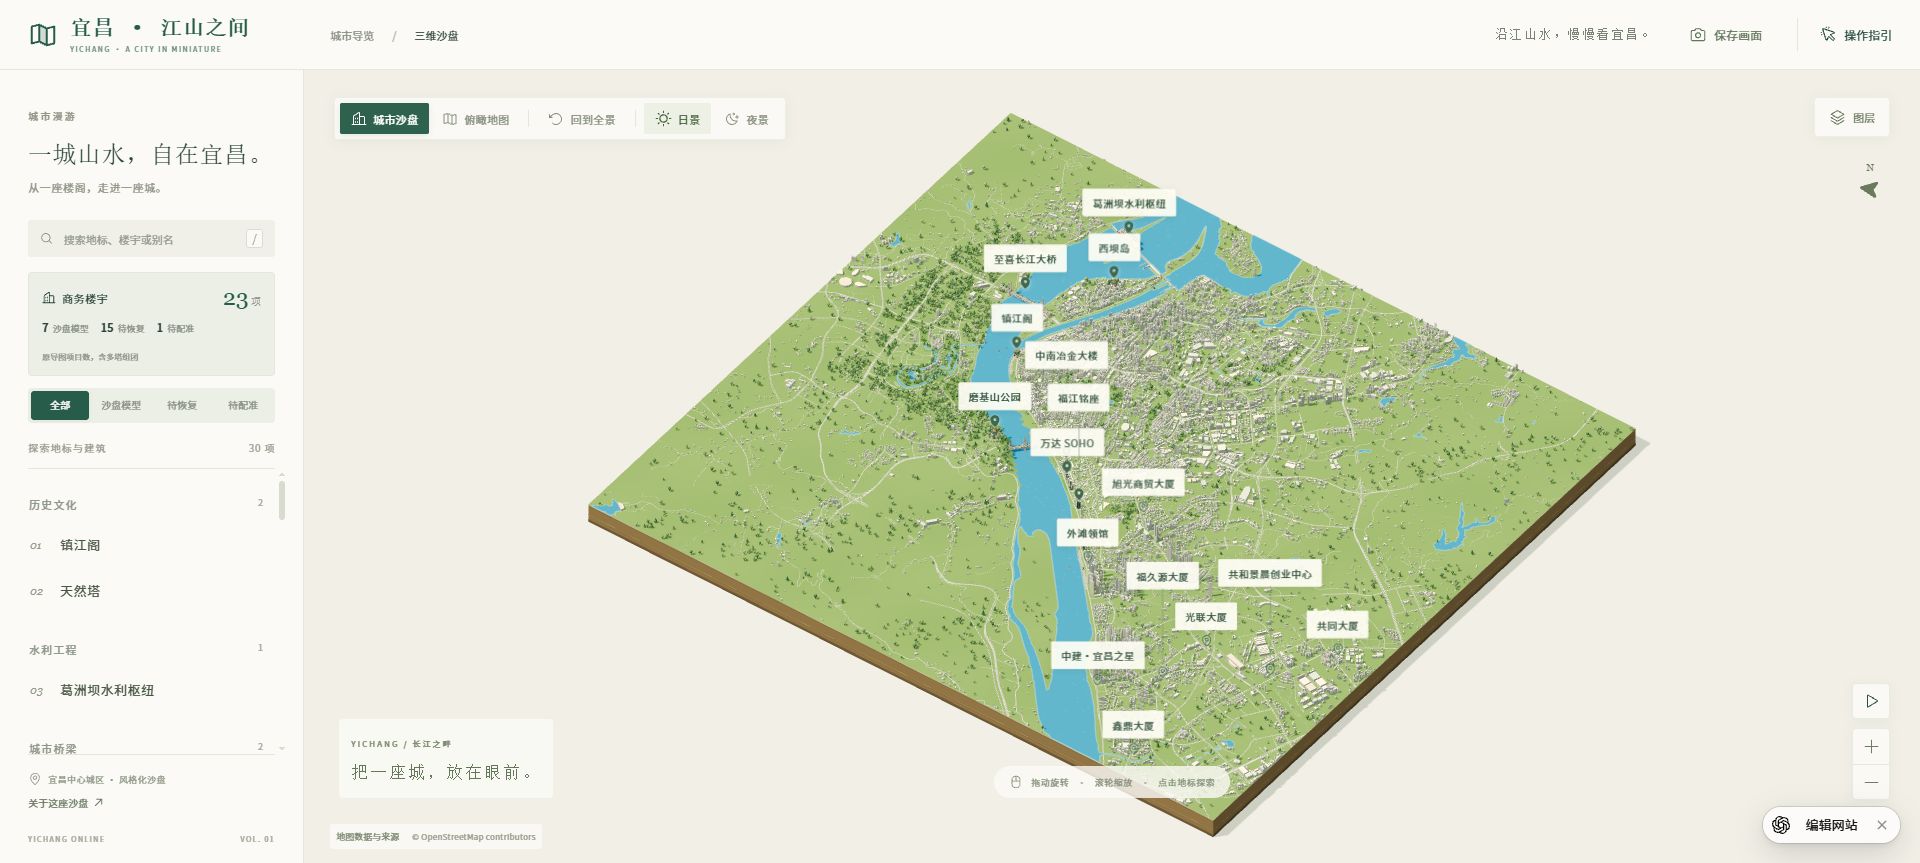 宜昌 • 江山之间
YICHANG • A CITY IN MINIATURE
城市导览 / 三维沙盘
沿江山水，慢慢看宜昌。
保存画面
操作指引
城市漫游
一城山水，自在宜昌。
从一座楼阁，走进一座城。
搜索地标、楼宇或别名 /
商务楼宇 23 项
7 沙盘模型 15 待恢复 1 待配准
原导图项目数，含多塔组团
全部 沙盘模型 待恢复 待配准
探索地标与建筑 30 项
历史文化 2
01 镇江阁
02 天然塔
水利工程 1
03 葛洲坝水利枢纽
城市桥梁 2
宜昌中心城区 • 风格化沙盘
关于这座沙盘
YICHANG ONLINE VOL. 01
城市沙盘 俯瞰地图 回到全景 日景 夜景
图层
N
葛洲坝水利枢纽
西坝岛
至喜长江大桥
镇江阁
中南冶金大楼
磨基山公园
福江铭座
万达 SOHO
旭光商贸大厦
外滩领馆
福久源大厦
共和景晨创业中心
光联大厦
共同大厦
中建・宜昌之星
鑫鼎大厦
YICHANG / 长江之畔
把一座城，放在眼前。
拖动旋转 · 滚轮缩放 · 点击地标探索
地图数据与来源 © OpenStreetMap contributors
编辑网站